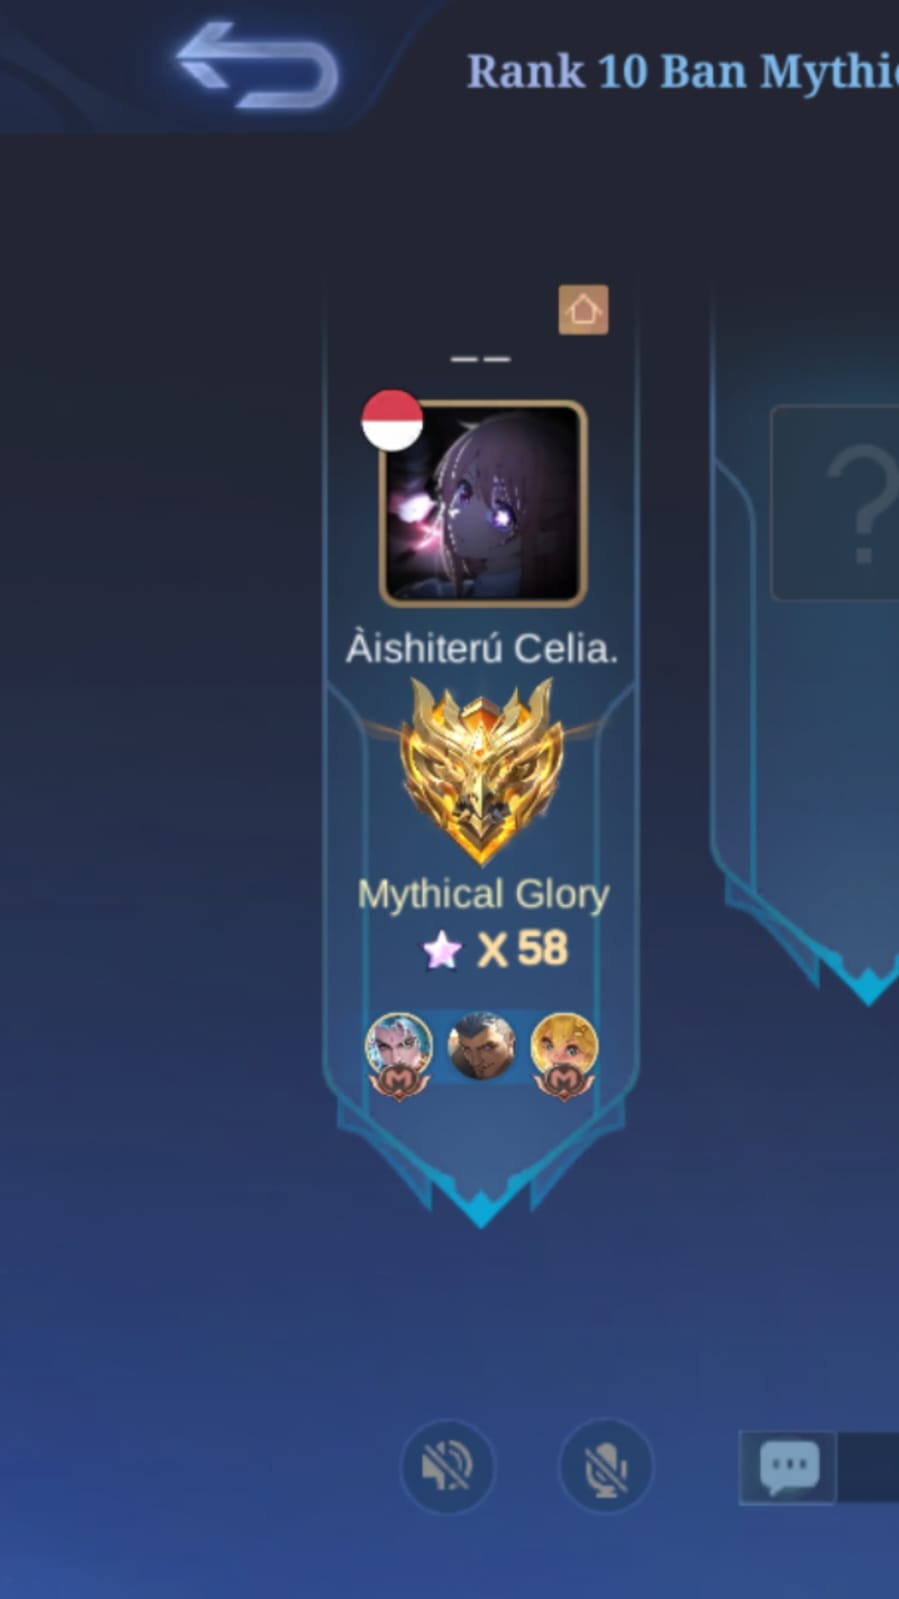 Rank 10 Ban Mythic
— —
Àishiterú Celia.
Mythical Glory
X 58
M
M